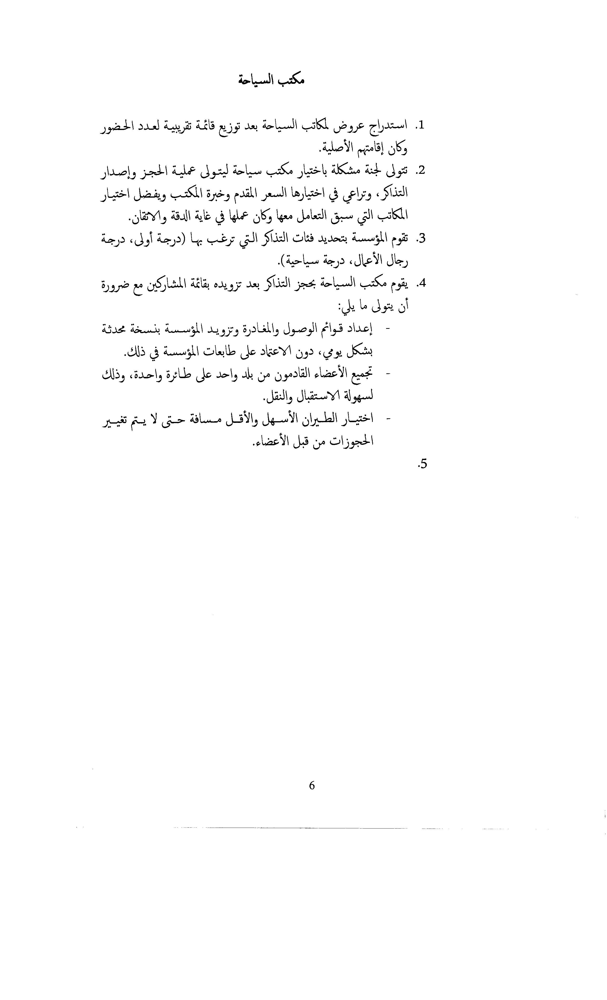 مكتب السياحة
1. استدراج عروض لمكاتب السياحة بعد توزيع قائمة تقريبية لعدد الحضور
وكان إقامتهم الأصلية.
2. تتولى لجنة مشكلة باختيار مكتب سياحة ليتولى عملية الحجز وإصدار
التذاكر، وتراعي في اختيارها السعر المقدم وخبرة المكتب ويفضل اختيار
المكاتب التي سبق التعامل معها وكان عملها في غاية الدقة والاتقان.
3. تقوم المؤسسة بتحديد فئات التذاكر التي ترغب بها (درجة أولى، درجة
رجال الأعمال، درجة سياحية).
4. يقوم مكتب السياحة بحجز التذاكر بعد تزويده بقائمة المشاركين مع ضرورة
أن يتولى ما يلي:
- إعداد قوائم الوصول والمغادرة وتزويد المؤسسة بنسخة محدثة
بشكل يومي، دون الاعتماد على طابعات المؤسسة في ذلك.
- تجميع الأعضاء القادمون من بلد واحد على طائرة واحدة، وذلك
لسهولة الاستقبال والنقل.
- اختيار الطيران الأسهل والأقل مسافة حتى لا يتم تغيير
الحجوزات من قبل الأعضاء.
5.
6